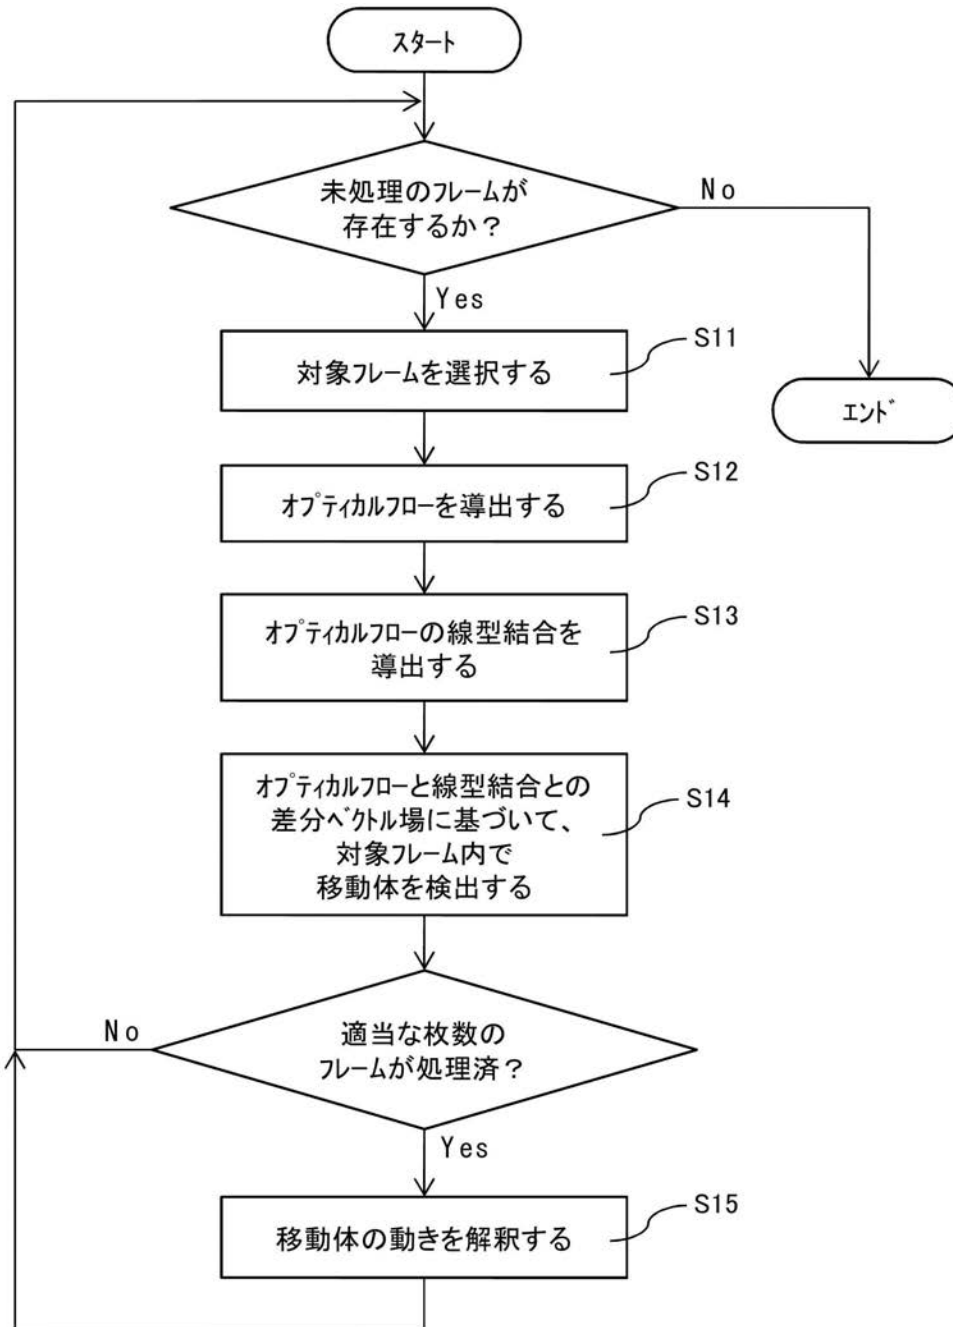 スタート
未処理のフレームが
存在するか？
No
Yes
S11
対象フレームを選択する
エンド
S12
オプティカルフローを導出する
S13
オプティカルフローの線型結合を
導出する
オプティカルフローと線型結合との
S14
差分ベクトル場に基づいて、
対象フレーム内で
移動体を検出する
No
適当な枚数の
フレームが処理済？
Yes
S15
移動体の動きを解釈する